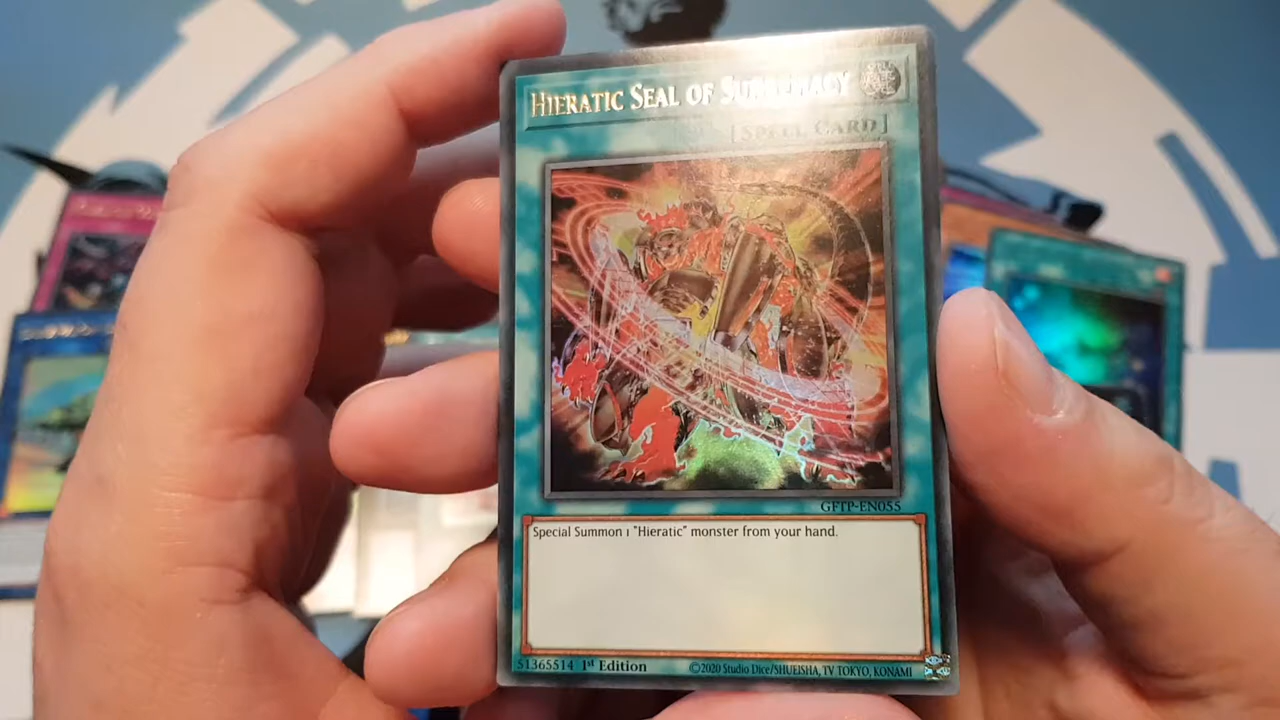 HIERATIC SEAL OF SUPREMACY
[SPELL CARD]
GFTP-EN055
Special Summon 1 "Hieratic" monster from your hand.
51365514 1st Edition
©2020 Studio Dice/SHUEISHA, TV TOKYO, KONAMI